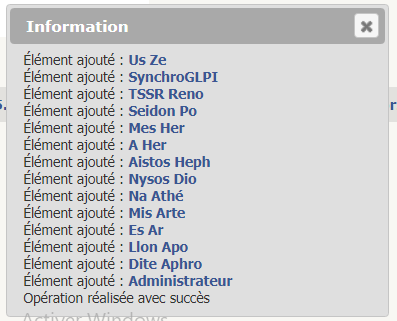 Information
Élément ajouté : Us Ze
Élément ajouté : SynchroGLPI
Élément ajouté : TSSR Reno
Élément ajouté : Seidon Po
Élément ajouté : Mes Her
Élément ajouté : A Her
Élément ajouté : Aistos Heph
Élément ajouté : Nysos Dio
Élément ajouté : Na Athé
Élément ajouté : Mis Arte
Élément ajouté : Es Ar
Élément ajouté : Llon Apo
Élément ajouté : Dite Aphro
Élément ajouté : Administrateur
Opération réalisée avec succès
Activer Windows